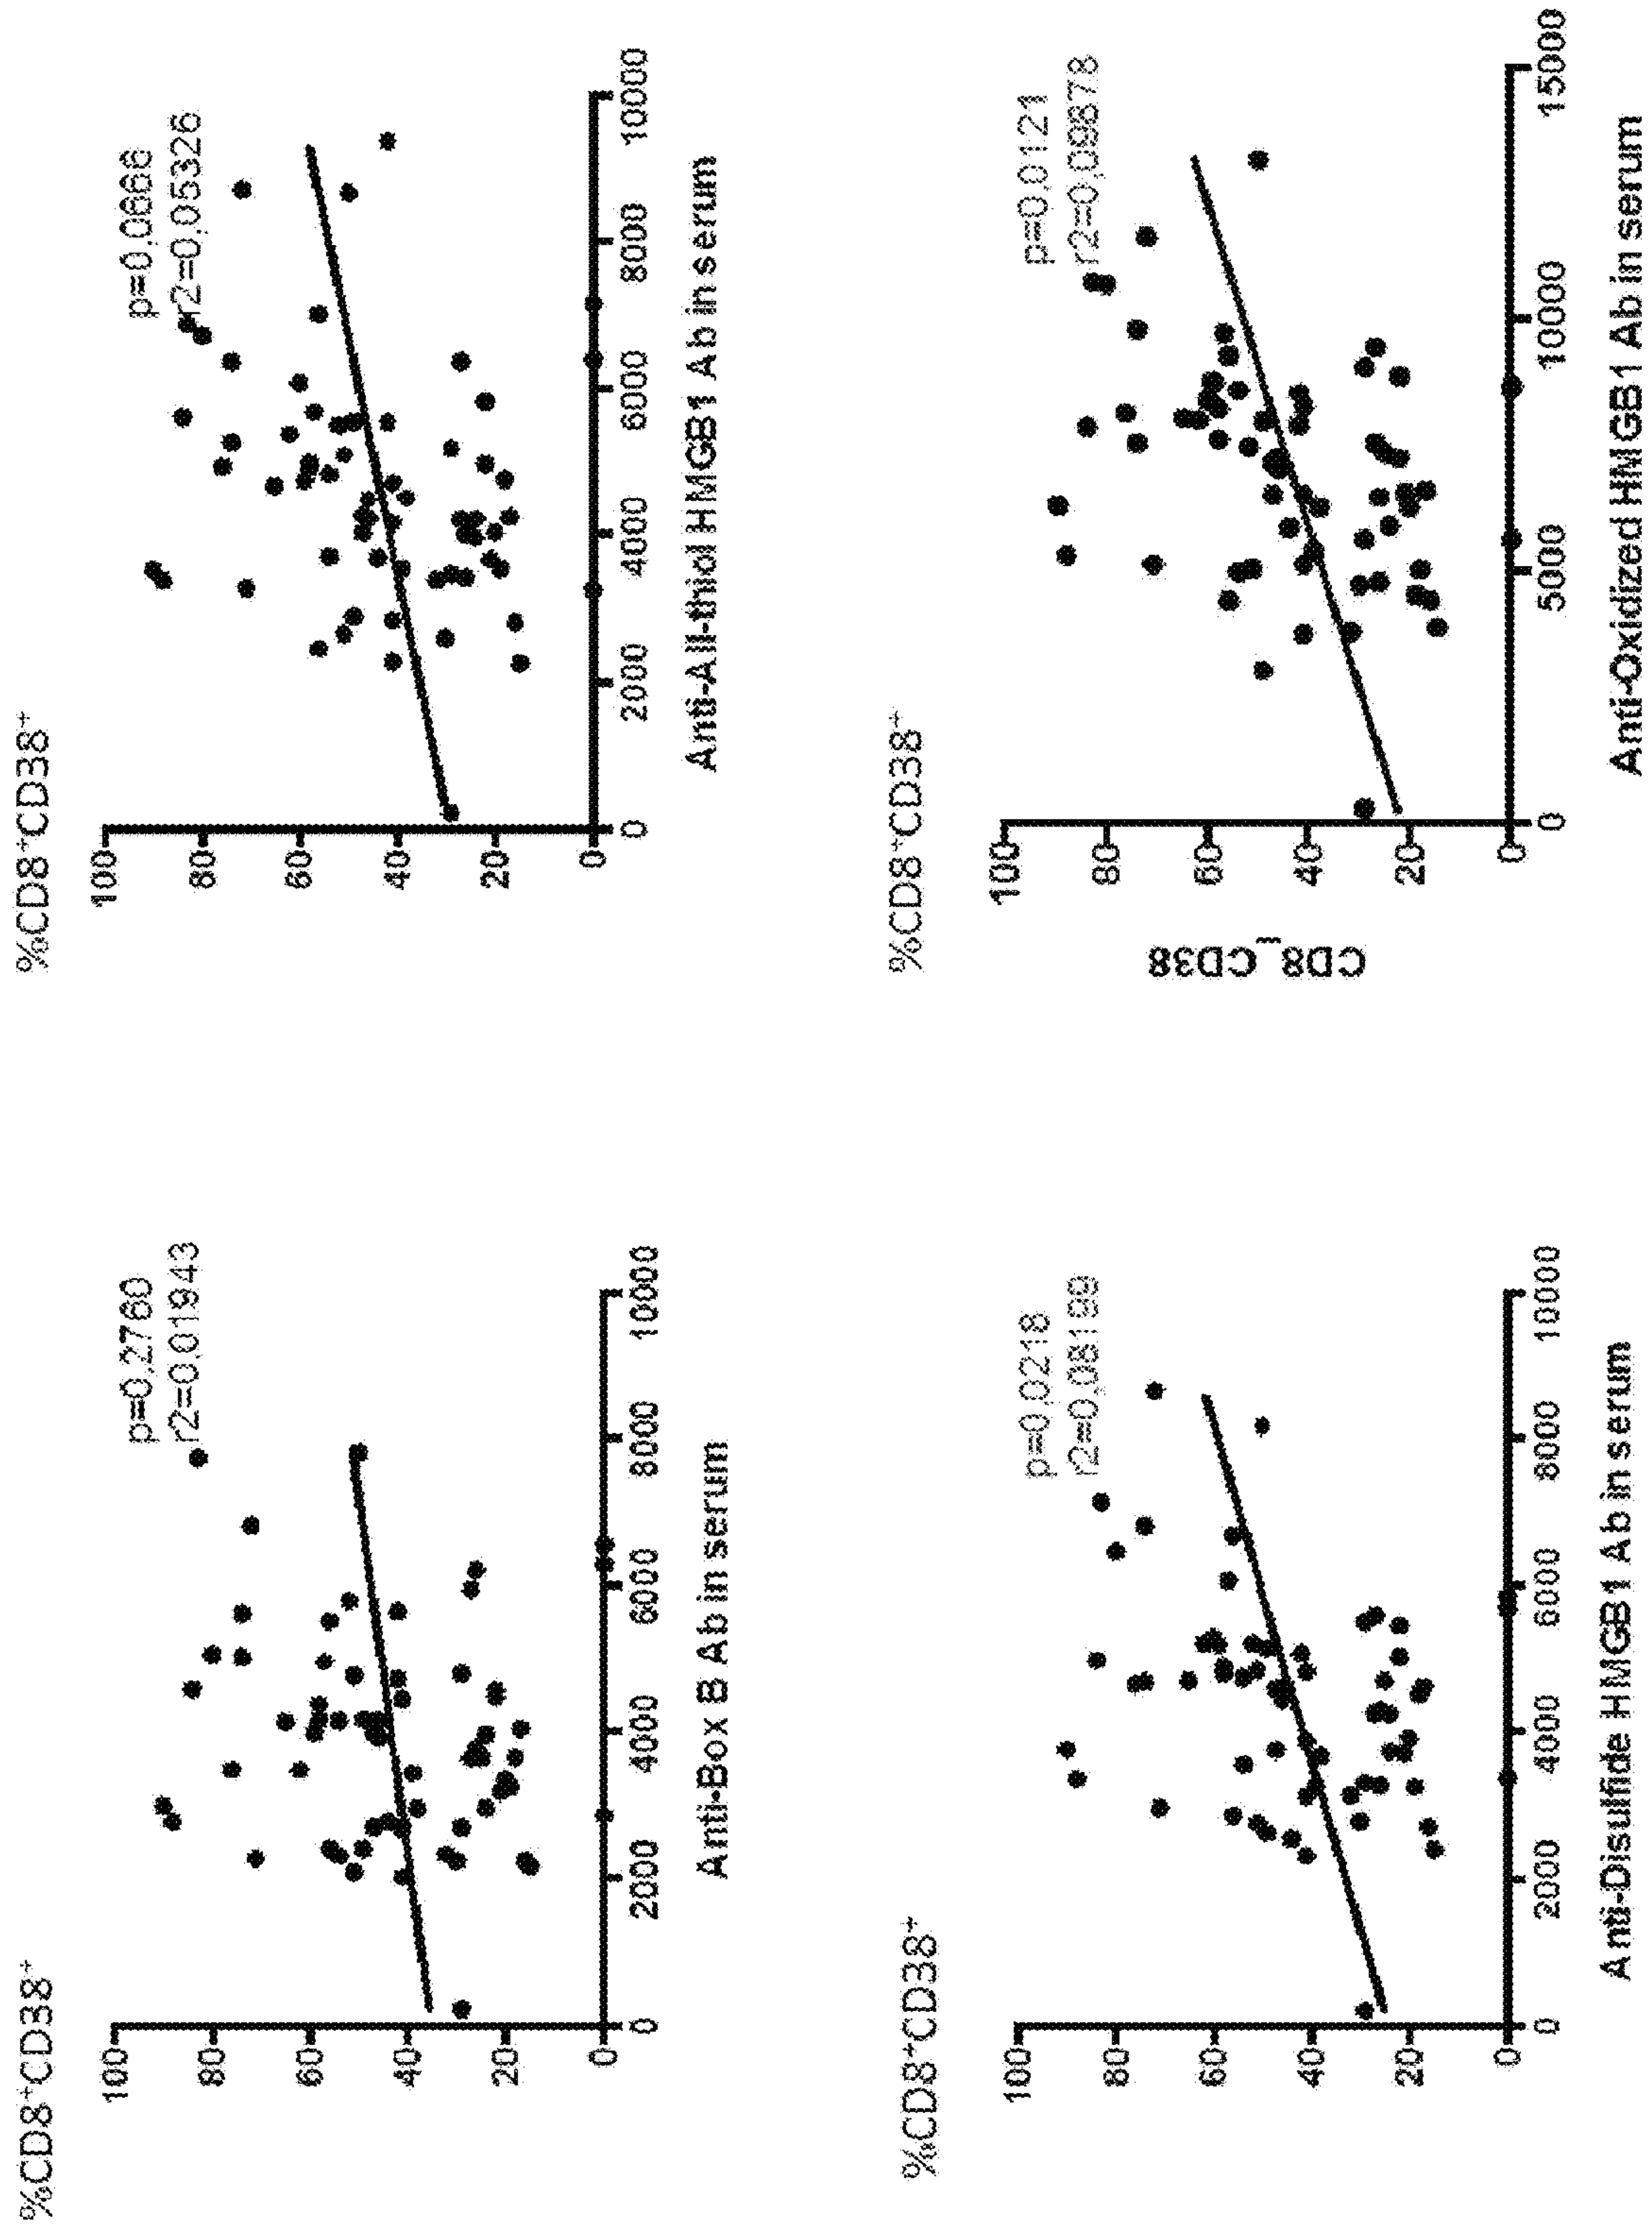 %CD8⁺CD38⁺
p=0,2760
r2=0,01943
100
80
60
40
20
0
0 2000 4000 6000 8000 10000
Anti-Box B Ab in serum
%CD8⁺CD38⁺
p=0,0866
r2=0,05326
100
80
60
40
20
0
0 2000 4000 6000 8000 10000
Anti-All-thiol HMGB1 Ab in serum
%CD8⁺CD38⁺
p=0,0218
r2=0,08199
100
80
60
40
20
0
0 2000 4000 6000 8000 10000
Anti-Disulfide HMGB1 Ab in serum
%CD8⁺CD38⁺
p=0,0121
r2=0,09878
CD8_CD38
100
80
60
40
20
0
0 5000 10000 15000
Anti-Oxidized HMGB1 Ab in serum